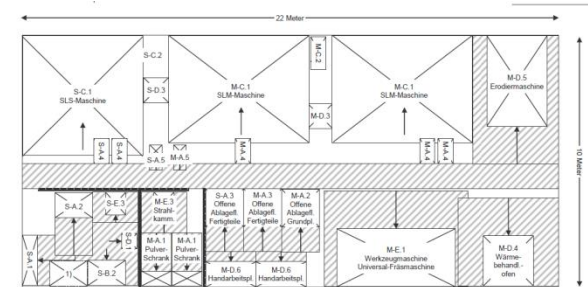 22 Meter
10 Meter
S-C.1
SLS-Maschine
S-C.2
S-D.3
M-C.1
SLM-Maschine
M-C.2
M-D.3
M-C.1
SLM-Maschine
M-D.5
Erodiermaschine
S-A.4
S-A.4
S-A.5
M-A.5
M-A.4
M-A.4
M-A.4
S-A.2
S-E.3
S-D.1
S-A.1
1)
S-B.2
M-E.3
Strahl-
kamm.
M-A.1
Pulver-
Schrank
M-A.1
Pulver-
Schrank
S-A.3
Offene
Ablagefl.
Fertigteile
M-A.3
Offene
Ablagefl.
Fertigteile
M-A.2
Offene
Ablagefl.
Grundpl.
M-D.6
Handarbeitspl.
M-D.6
Handarbeitspl.
M-E.1
Werkzeugmaschine
Universal-Fräsmaschine
M-D.4
Wärme-
behandl.-
ofen